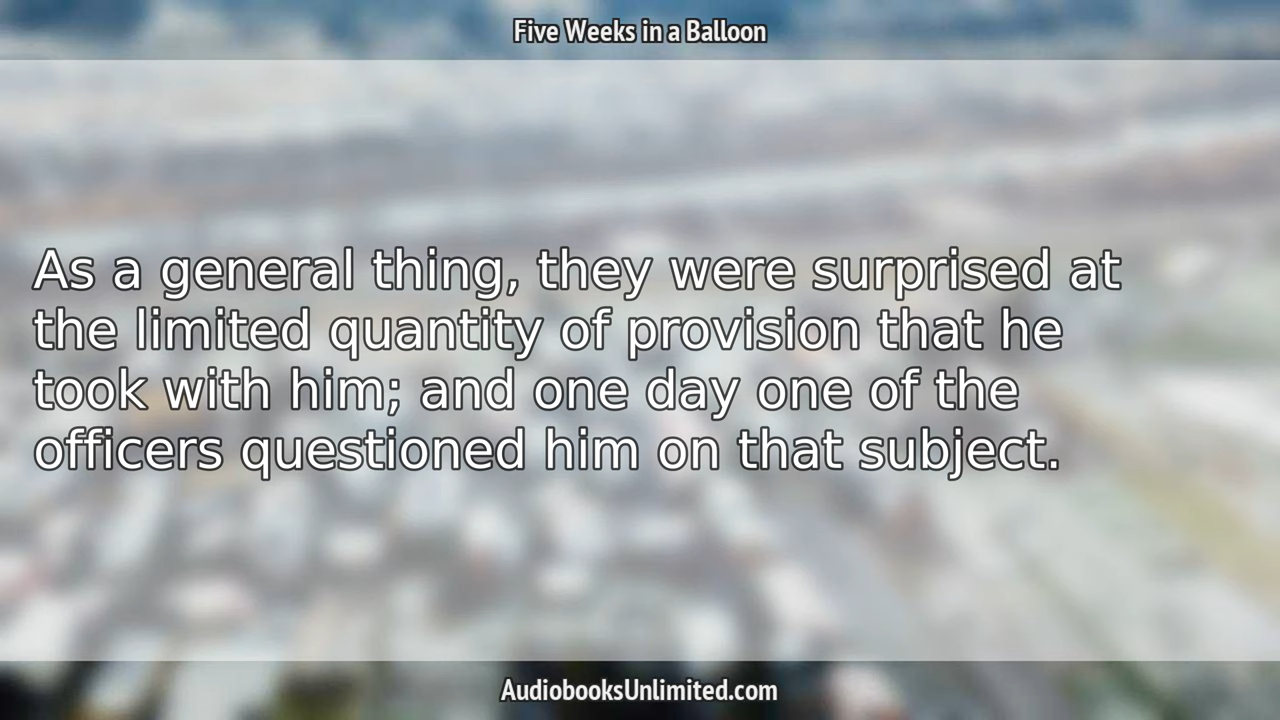 Five Weeks in a Balloon
As a general thing, they were surprised at
the limited quantity of provision that he
took with him; and one day one of the
officers questioned him on that subject.
AudiobooksUnlimited.com